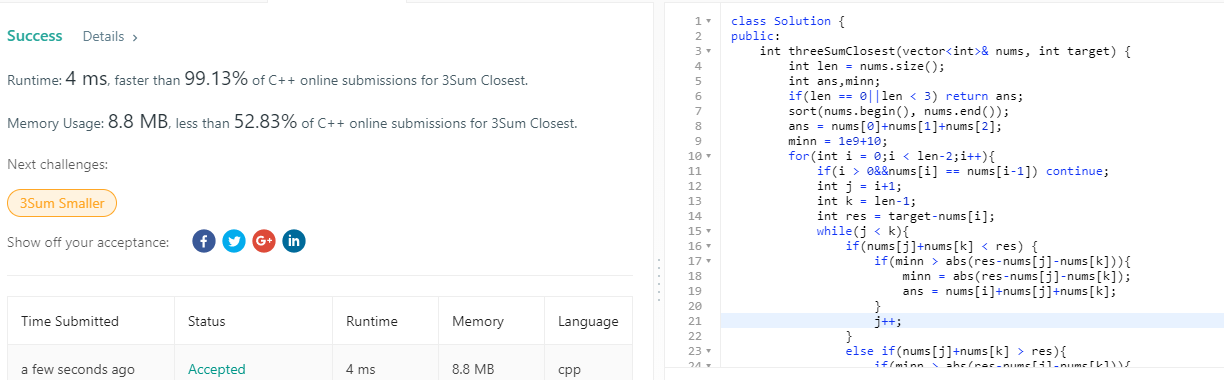 Success Details >
Runtime: 4 ms, faster than 99.13% of C++ online submissions for 3Sum Closest.
Memory Usage: 8.8 MB, less than 52.83% of C++ online submissions for 3Sum Closest.
Next challenges:
3Sum Smaller
Show off your acceptance: f G+ in
Time Submitted Status Runtime Memory Language
a few seconds ago Accepted 4 ms 8.8 MB cpp
1 class Solution {
2 public:
3 int threeSumClosest(vector<int>& nums, int target) {
4 int len = nums.size();
5 int ans,minn;
6 if(len == 0||len < 3) return ans;
7 sort(nums.begin(), nums.end());
8 ans = nums[0]+nums[1]+nums[2];
9 minn = 1e9+10;
10 for(int i = 0;i < len-2;i++){
11 if(i > 0&&nums[i] == nums[i-1]) continue;
12 int j = i+1;
13 int k = len-1;
14 int res = target-nums[i];
15 while(j < k){
16 if(nums[j]+nums[k] < res) {
17 if(minn > abs(res-nums[j]-nums[k])){
18 minn = abs(res-nums[j]-nums[k]);
19 ans = nums[i]+nums[j]+nums[k];
20 }
21 j++;
22 }
23 else if(nums[j]+nums[k] > res){
24 if(minn > abs(res-nums[j]-nums[k])){